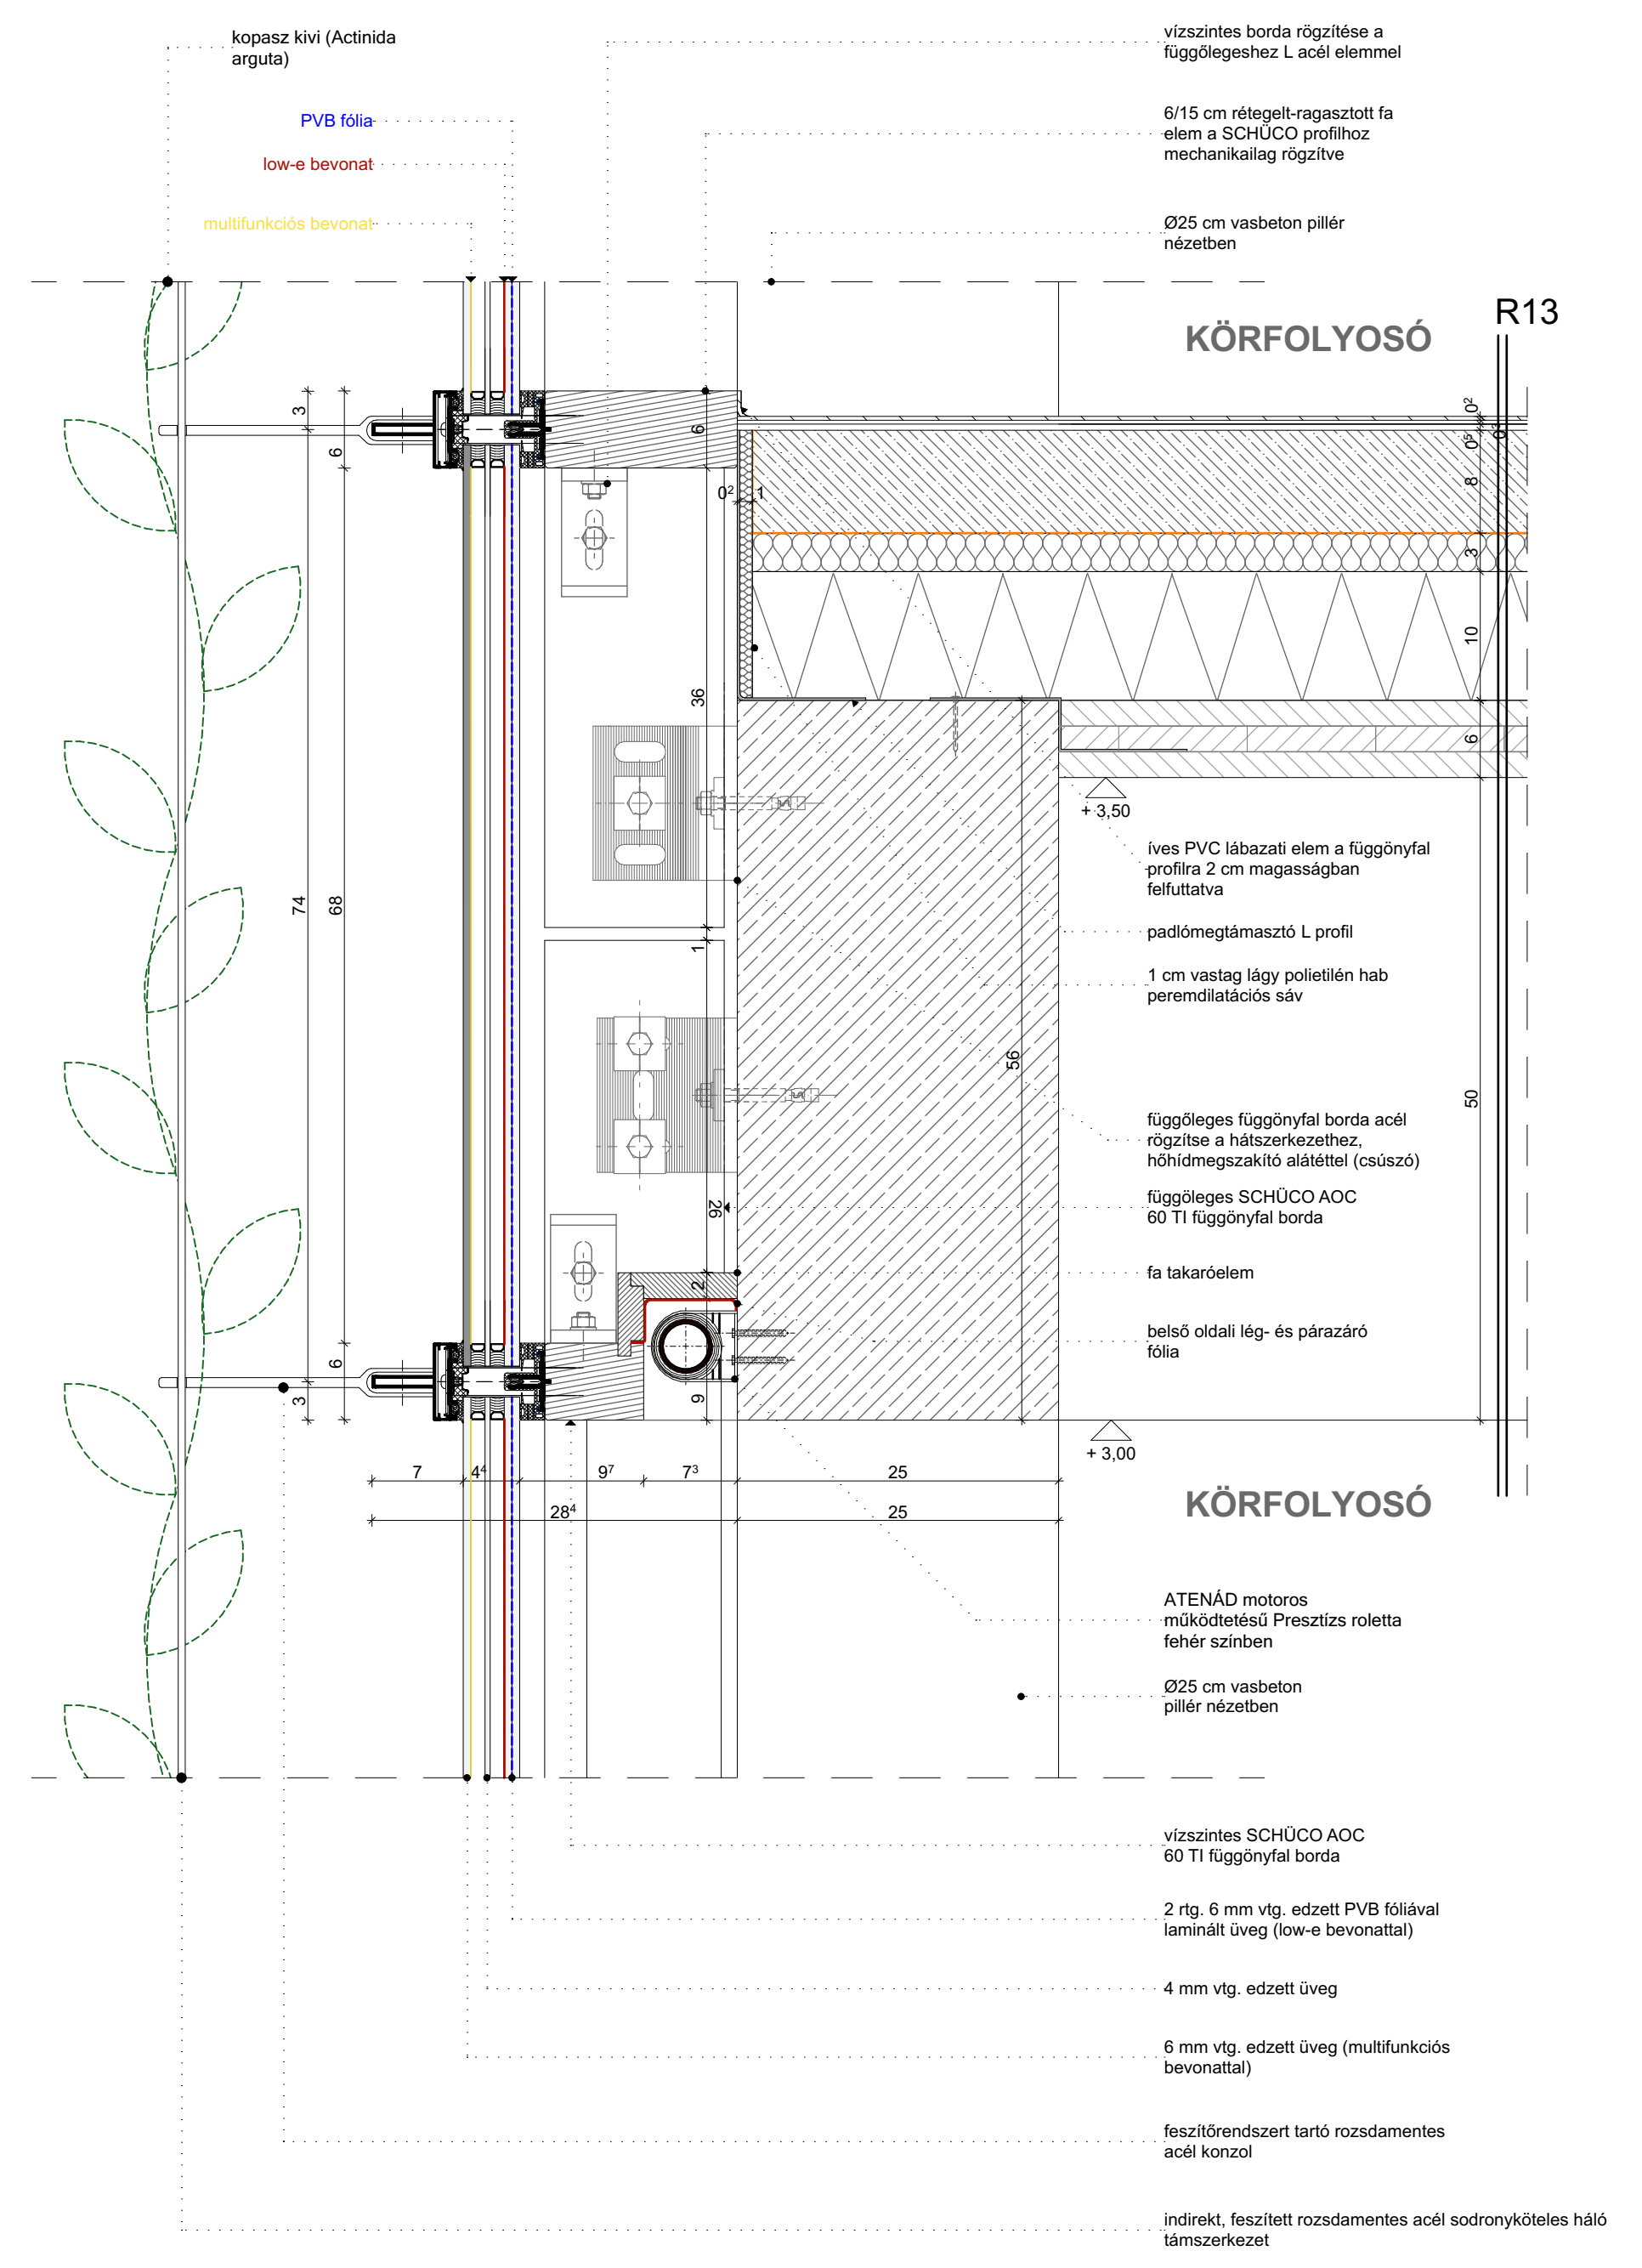 kopasz kivi (Actinida
arguta)
PVB fólia
low-e bevonat
multifunkciós bevonat
vízszintes borda rögzítése a
függőlegeshez L acél elemmel
6/15 cm rétegelt-ragasztott fa
elem a SCHÜCO profilhoz
mechanikailag rögzítve
Ø25 cm vasbeton pillér
nézetben
R13
KÖRFOLYOSÓ
3
6
74
68
6
3
6
0² 1
36
1
26
2
9
56
0²
0³
0⁵
8
3
10
6
50
+ 3,50
íves PVC lábazati elem a függönyfal
profilra 2 cm magasságban
felfuttatva
padlómegtámasztó L profil
1 cm vastag lágy polietilén hab
peremdilatációs sáv
függőleges függönyfal borda acél
rögzítse a hátszerkezethez,
hőhídmegszakító alátéttel (csúszó)
függöleges SCHÜCO AOC
60 TI függönyfal borda
fa takaróelem
belső oldali lég- és párazáró
fólia
+ 3,00
7 4⁴ 9⁷ 7³ 25
28⁴ 25
KÖRFOLYOSÓ
ATENÁD motoros
működtetésű Presztízs roletta
fehér színben
Ø25 cm vasbeton
pillér nézetben
vízszintes SCHÜCO AOC
60 TI függönyfal borda
2 rtg. 6 mm vtg. edzett PVB fóliával
laminált üveg (low-e bevonattal)
4 mm vtg. edzett üveg
6 mm vtg. edzett üveg (multifunkciós
bevonattal)
feszítőrendszert tartó rozsdamentes
acél konzol
indirekt, feszített rozsdamentes acél sodronyköteles háló
támszerkezet